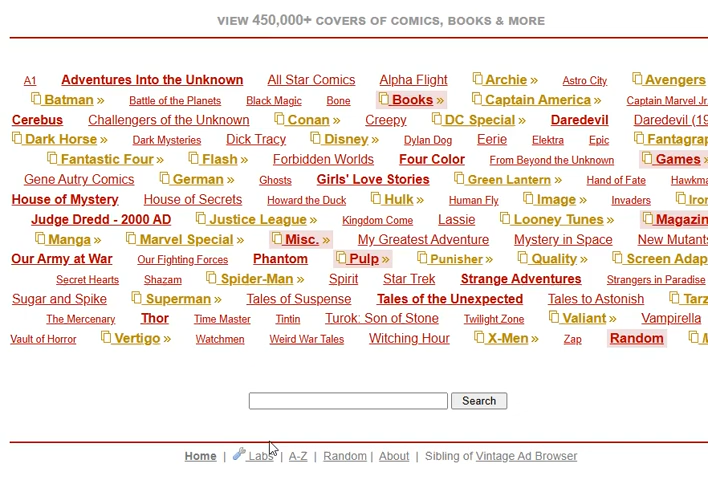 VIEW 450,000+ COVERS OF COMICS, BOOKS & MORE
A1 Adventures Into the Unknown All Star Comics Alpha Flight Archie » Astro City Avengers
Batman » Battle of the Planets Black Magic Bone Books » Captain America » Captain Marvel Jr.
Cerebus Challengers of the Unknown Conan » Creepy DC Special » Daredevil Daredevil (19
Dark Horse » Dark Mysteries Dick Tracy Disney » Dylan Dog Eerie Elektra Epic Fantagrap
Fantastic Four » Flash » Forbidden Worlds Four Color From Beyond the Unknown Games »
Gene Autry Comics German » Ghosts Girls' Love Stories Green Lantern » Hand of Fate Hawkma
House of Mystery House of Secrets Howard the Duck Hulk » Human Fly Image » Invaders Iron
Judge Dredd - 2000 AD Justice League » Kingdom Come Lassie Looney Tunes » Magazin
Manga » Marvel Special » Misc. » My Greatest Adventure Mystery in Space New Mutants
Our Army at War Our Fighting Forces Phantom Pulp » Punisher » Quality » Screen Adap
Secret Hearts Shazam Spider-Man » Spirit Star Trek Strange Adventures Strangers in Paradise
Sugar and Spike Superman » Tales of Suspense Tales of the Unexpected Tales to Astonish Tarz
The Mercenary Thor Time Master Tintin Turok: Son of Stone Twilight Zone Valiant » Vampirella
Vault of Horror Vertigo » Watchmen Weird War Tales Witching Hour X-Men » Zap Random
Search
Home | Labs | A-Z | Random | About | Sibling of Vintage Ad Browser